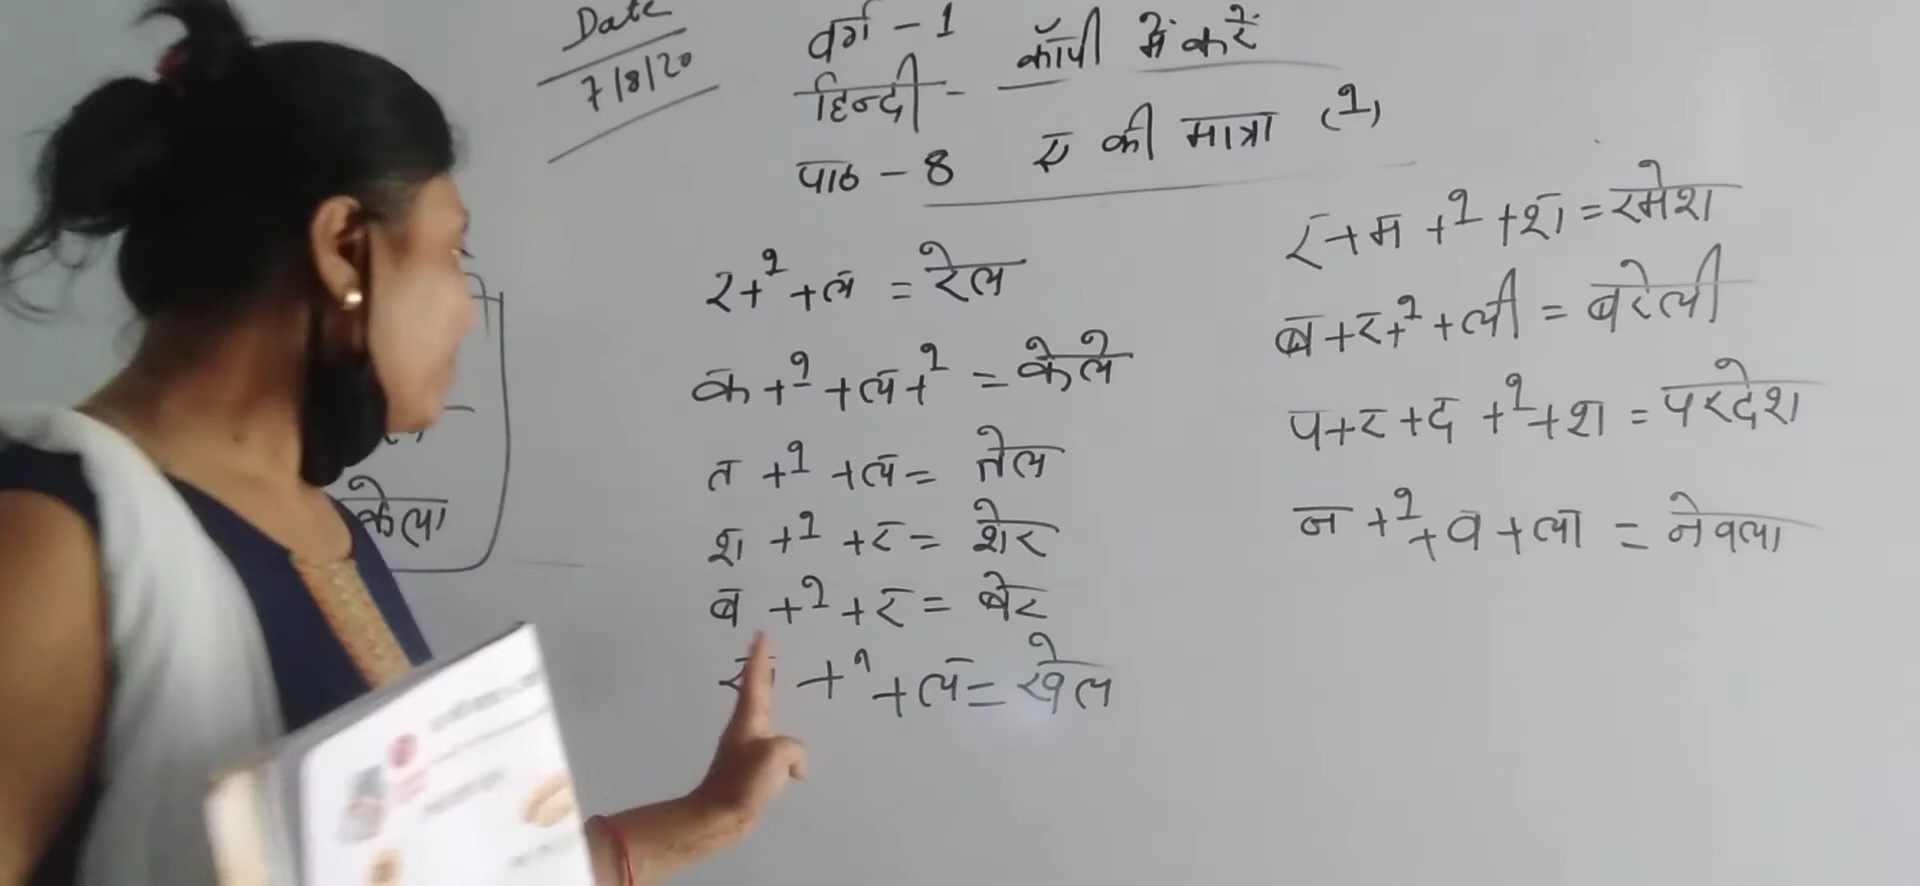 Date
7/8/20
वर्ग - 1
हिन्दी - कॉपी में करें
पाठ - 8 ए की मात्रा (े)
र + े + ल = रेल
क + े + ल + े = केले
त + े + ल = तेल
श + े + र = शेर
ब + े + र = बेर
ख + े + ल = खेल
र + म + े + श = रमेश
ब + र + े + ली = बरेली
प + र + द + े + श = परदेश
न + े + व + ला = नेवला
केला